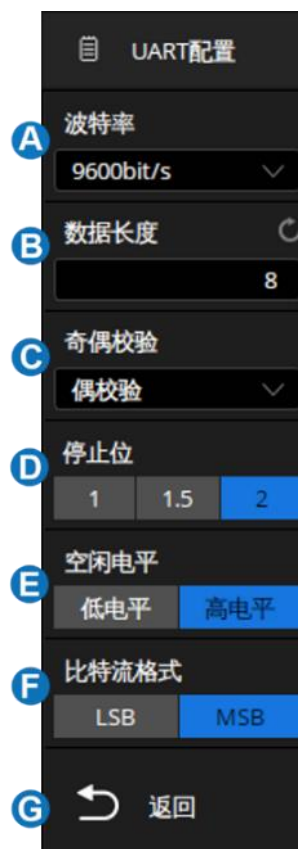 UART配置
A
波特率
9600bit/s
B
数据长度
8
C
奇偶校验
偶校验
D
停止位
1 1.5 2
E
空闲电平
低电平 高电平
F
比特流格式
LSB MSB
G
返回